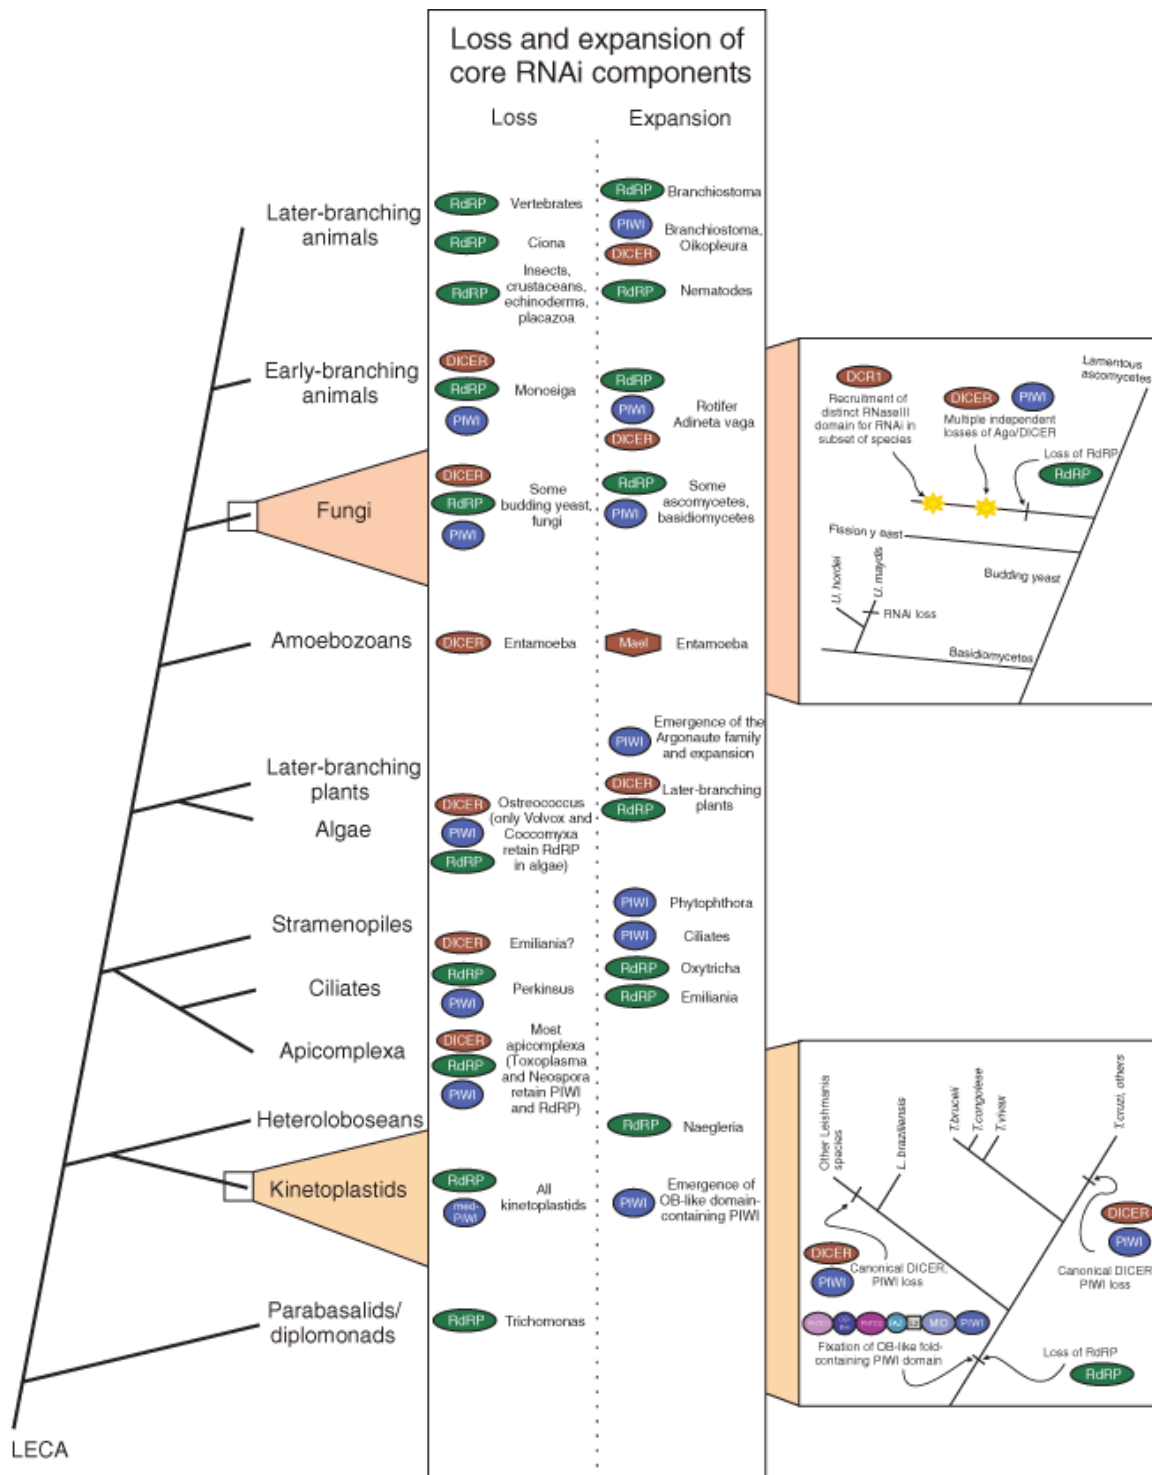 Loss and expansion of
core RNAi components
Loss
Expansion
Later-branching
animals
RdRP
Vertebrates
RdRP
Ciona
RdRP
Insects,
crustaceans,
echinoderms,
placazoa
RdRP
Branchiostoma
PIWI
DICER
Branchiostoma,
Oikopleura
RdRP
Nematodes
Early-branching
animals
DICER
RdRP
PIWI
Monosiga
RdRP
PIWI
DICER
Rotifer
Adineta vaga
Fungi
DICER
RdRP
PIWI
Some
budding yeast,
fungi
RdRP
PIWI
Some
ascomycetes,
basidiomycetes
Amoebozoans
DICER
Entamoeba
Mael
Entamoeba
Later-branching
plants
Algae
DICER
PIWI
RdRP
Ostreococcus
(only Volvox and
Coccomyxa
retain RdRP
in algae)
PIWI
Emergence of the
Argonaute family
and expansion
DICER
RdRP
Later-branching
plants
Stramenopiles
Ciliates
Apicomplexa
DICER
Emiliania?
RdRP
PIWI
Perkinsus
DICER
RdRP
PIWI
Most
apicomplexa
(Toxoplasma
and Neospora
retain PIWI
and RdRP)
PIWI
Phytophthora
PIWI
Ciliates
RdRP
Oxytricha
RdRP
Emiliania
Heteroloboseans
RdRP
Naegleria
Kinetoplastids
RdRP
med-
PIWI
All
kinetoplastids
PIWI
Emergence of
OB-like domain-
containing PIWI
Parabasalids/
diplomonads
RdRP
Trichomonas
LECA
Lamentous
ascomycetes
DCR1
Recruitment of
distinct RNaseIII
domain for RNAi in
subset of species
DICER
PIWI
Multiple independent
losses of Ago/DICER
Loss of RdRP
RdRP
Fission y east
Budding yeast
U. hordei
U. maydis
RNAi loss
Basidiomycetes
Other Leishmania
species
L. braziliensis
T.brucei
T.congolese
T.vivax
T.cruzi, others
DICER
PIWI
Canonical DICER,
PIWI loss
DICER
PIWI
Canonical DICER,
PIWI loss
L2
MID
PIWI
Fixation of OB-like fold-
containing PIWI domain
Loss of RdRP
RdRP